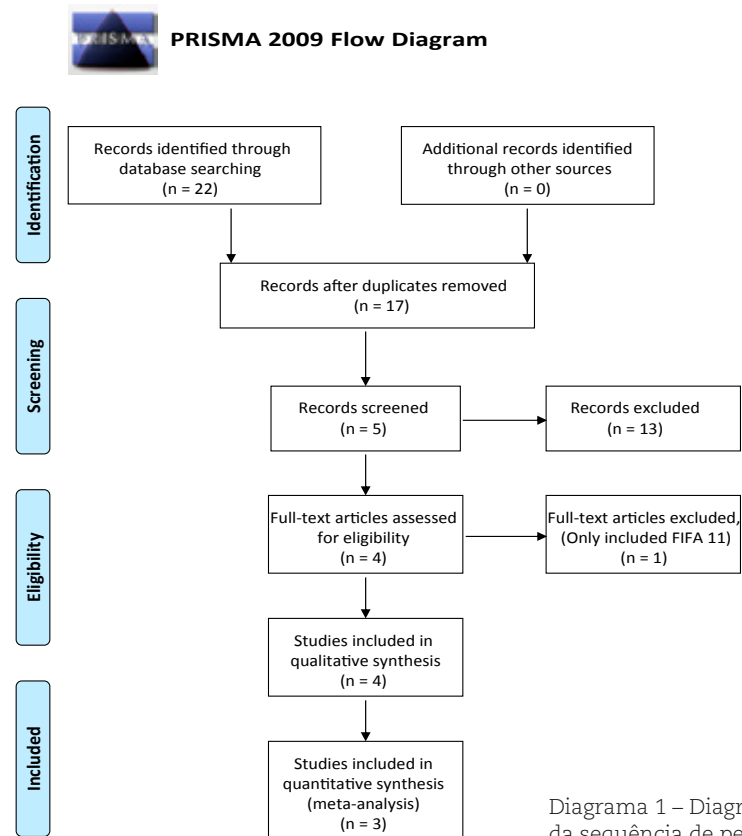 PRISMA
PRISMA 2009 Flow Diagram
Identification
Records identified through
database searching
(n = 22)
Additional records identified
through other sources
(n = 0)
Records after duplicates removed
(n = 17)
Screening
Records screened
(n = 5)
Records excluded
(n = 13)
Eligibility
Full-text articles assessed
for eligibility
(n = 4)
Full-text articles excluded,
(Only included FIFA 11)
(n = 1)
Studies included in
qualitative synthesis
(n = 4)
Included
Studies included in
quantitative synthesis
(meta-analysis)
(n = 3)
Diagrama 1 – Diagr
da sequência de pe